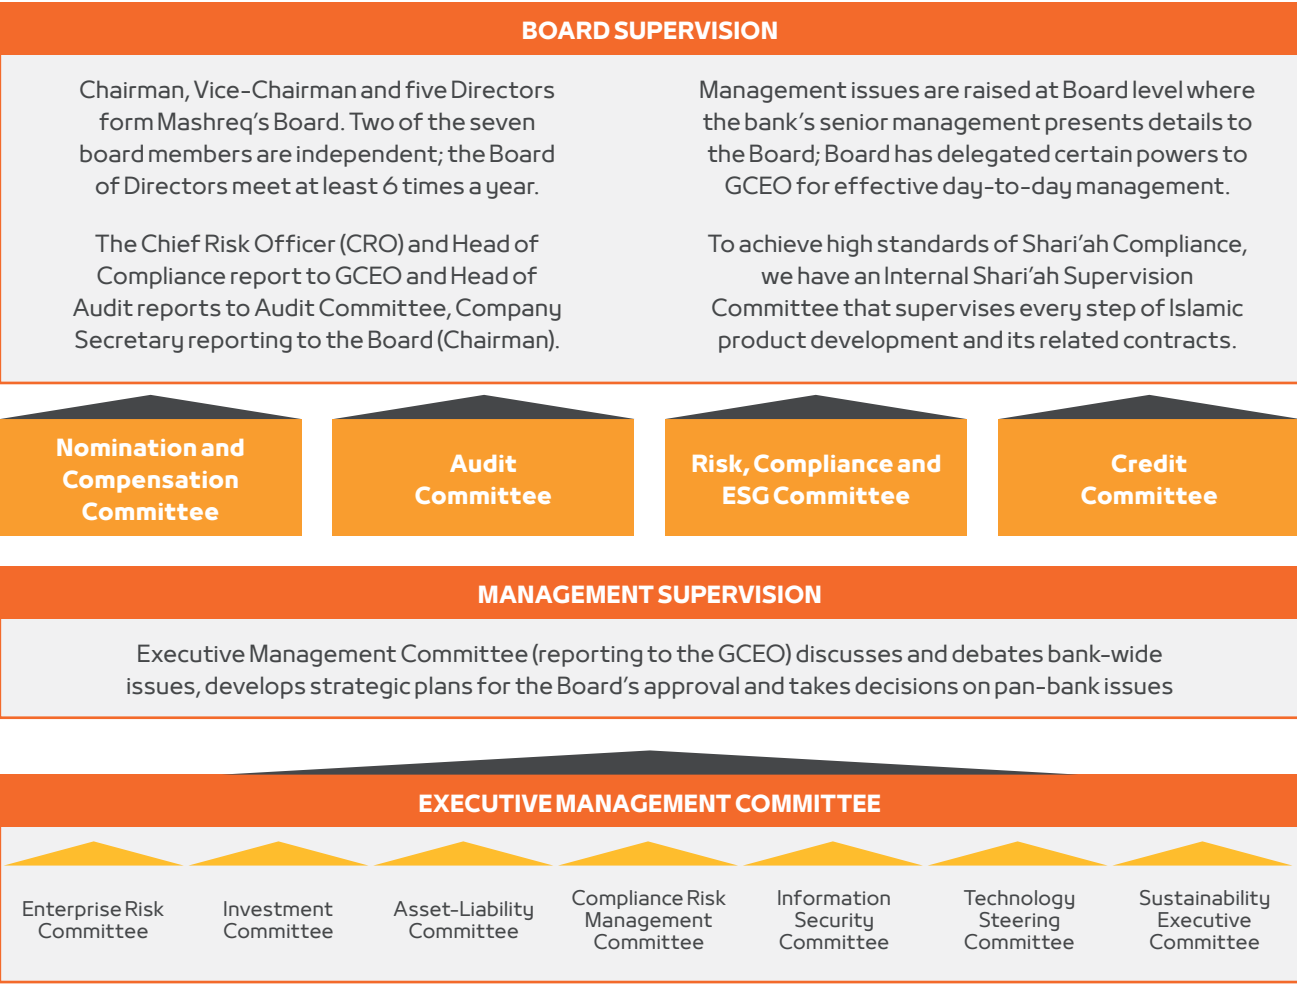 BOARD SUPERVISION
Chairman, Vice-Chairman and five Directors
form Mashreq's Board. Two of the seven
board members are independent; the Board
of Directors meet at least 6 times a year.
The Chief Risk Officer (CRO) and Head of
Compliance report to GCEO and Head of
Audit reports to Audit Committee, Company
Secretary reporting to the Board (Chairman).
Management issues are raised at Board level where
the bank's senior management presents details to
the Board; Board has delegated certain powers to
GCEO for effective day-to-day management.
To achieve high standards of Shari'ah Compliance,
we have an Internal Shari'ah Supervision
Committee that supervises every step of Islamic
product development and its related contracts.
Nomination and
Compensation
Committee
Audit
Committee
Risk, Compliance and
ESG Committee
Credit
Committee
MANAGEMENT SUPERVISION
Executive Management Committee (reporting to the GCEO) discusses and debates bank-wide
issues, develops strategic plans for the Board's approval and takes decisions on pan-bank issues
EXECUTIVE MANAGEMENT COMMITTEE
Enterprise Risk
Committee
Investment
Committee
Asset-Liability
Committee
Compliance Risk
Management
Committee
Information
Security
Committee
Technology
Steering
Committee
Sustainability
Executive
Committee